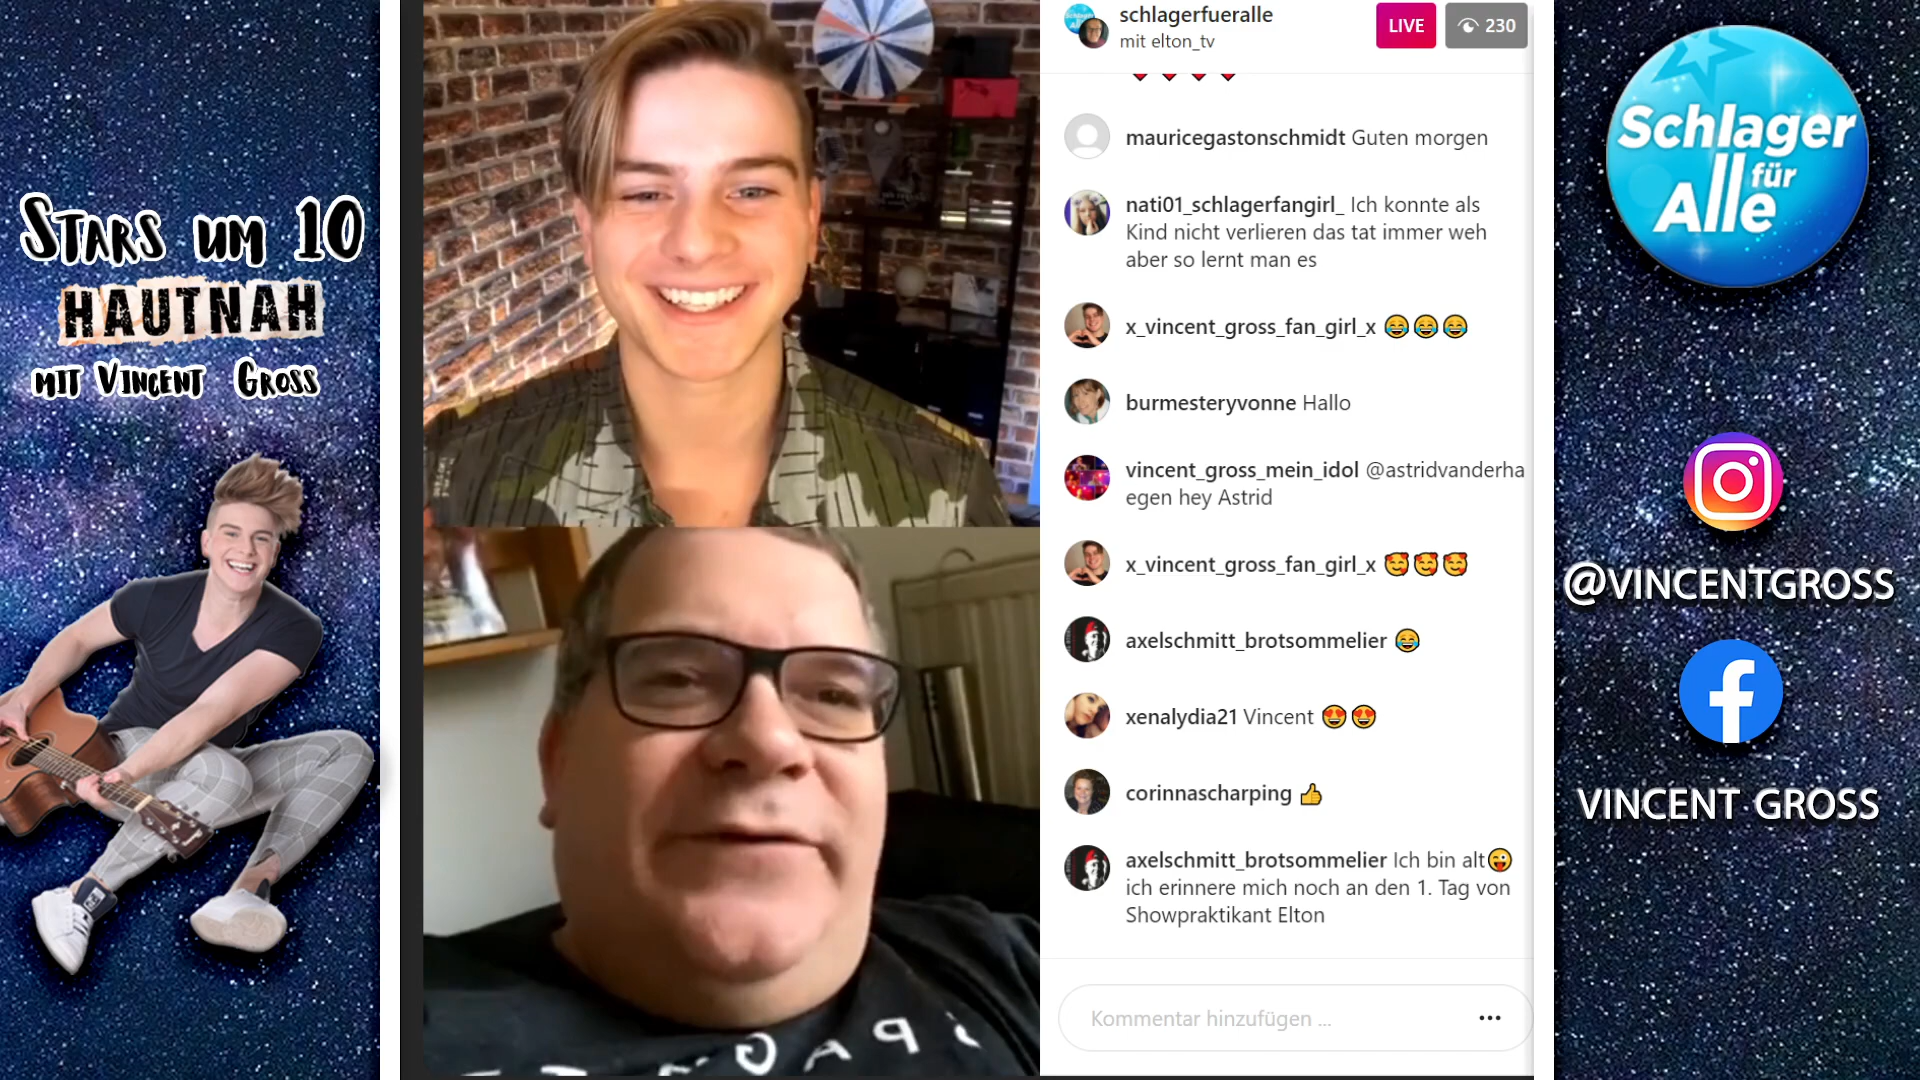 Stars um 10
HAUTNAH
mit Vincent Gross
schlagerfueralle
mit elton_tv
LIVE
230
mauricegastonschmidt Guten morgen
nati01_schlagerfangirl_ Ich konnte als
Kind nicht verlieren das tat immer weh
aber so lernt man es
x_vincent_gross_fan_girl_x 😂😂😂
burmesteryvonne Hallo
vincent_gross_mein_idol @astridvanderha
egen hey Astrid
x_vincent_gross_fan_girl_x 🥰🥰🥰
axelschmitt_brotsommelier 😂
xenalydia21 Vincent 😍😍
corinnascharping 👍
axelschmitt_brotsommelier Ich bin alt😜
ich erinnere mich noch an den 1. Tag von
Showpraktikant Elton
Kommentar hinzufügen ...
Schlager
für
Alle
@VINCENTGROSS
VINCENT GROSS